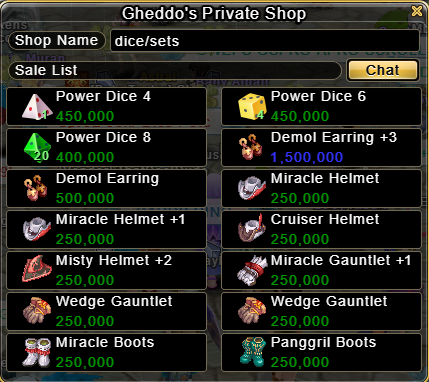 Gheddo's Private Shop
Shop Name dice/sets
Sale List Chat
Power Dice 4
1
450,000
Power Dice 6
4
450,000
Power Dice 8
20
400,000
Demol Earring +3
1,500,000
Demol Earring
500,000
Miracle Helmet
250,000
Miracle Helmet +1
250,000
Cruiser Helmet
250,000
Misty Helmet +2
250,000
Miracle Gauntlet +1
250,000
Wedge Gauntlet
250,000
Wedge Gauntlet
250,000
Miracle Boots
250,000
Panggril Boots
250,000